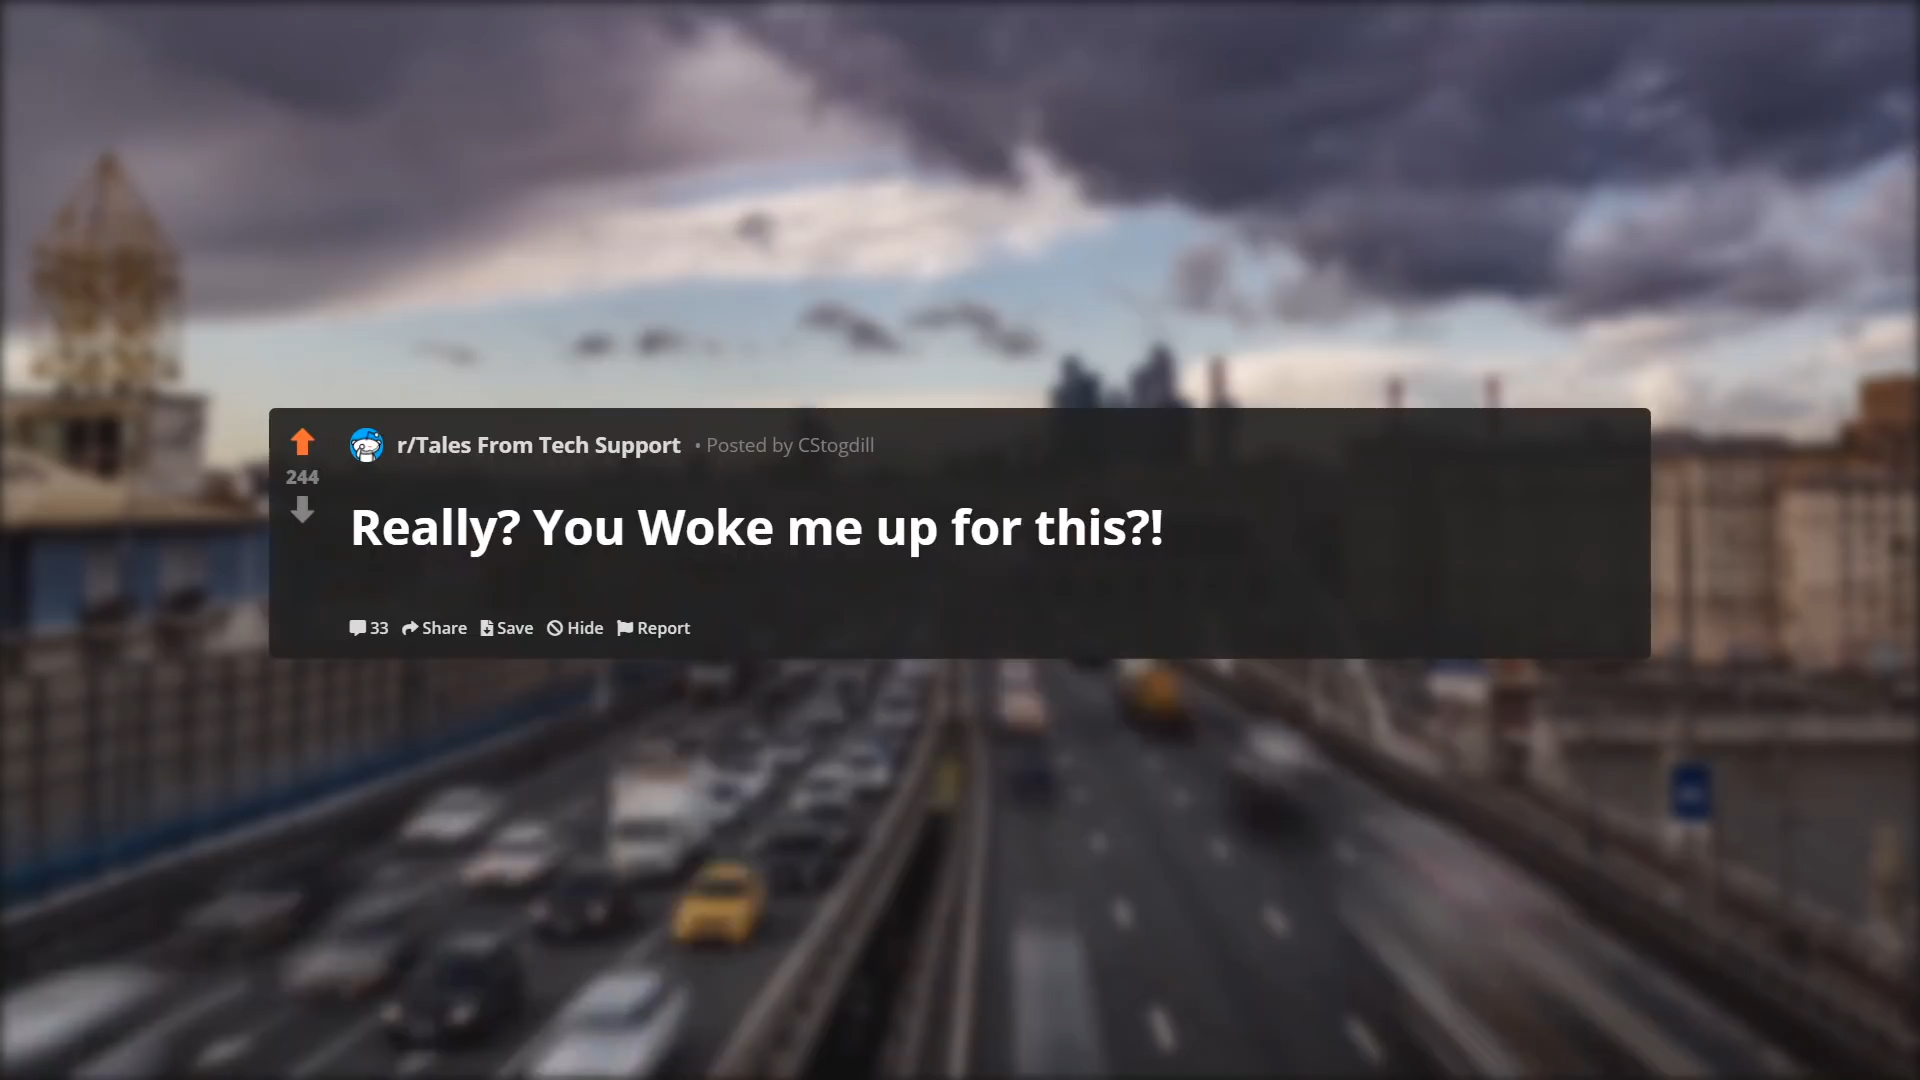 r/Tales From Tech Support • Posted by CStogdill
244
Really? You Woke me up for this?!
33 Share Save Hide Report